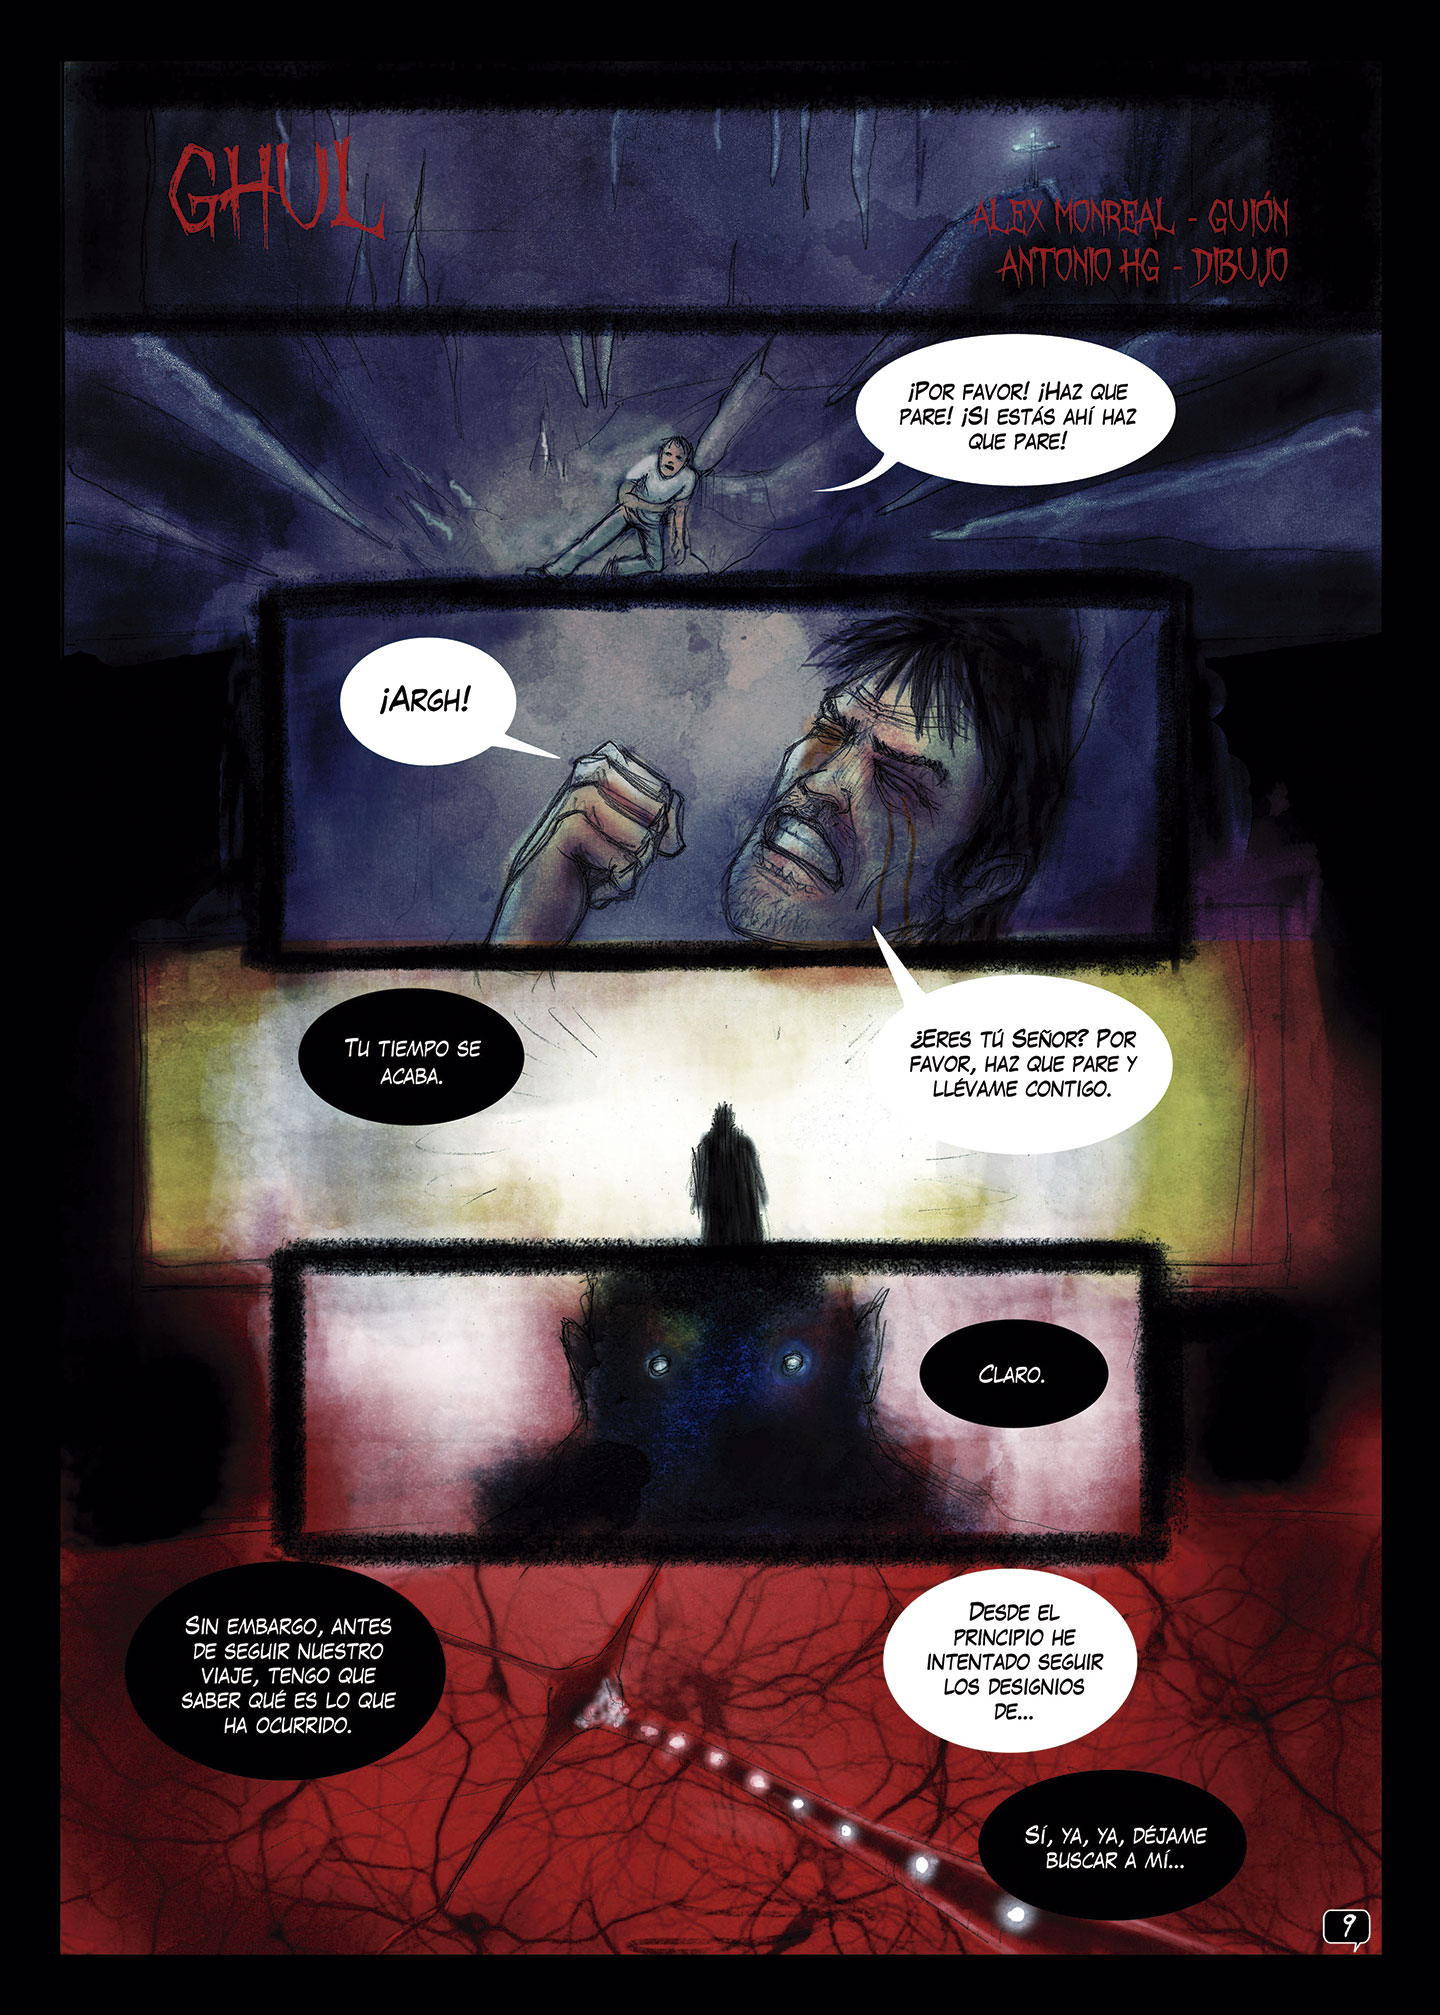 GHUL
ALEX MONREAL - GUIÓN
ANTONIO HG - DIBUJO
¡POR FAVOR! ¡HAZ QUE
PARE! ¡SI ESTÁS AHÍ HAZ
QUE PARE!
¡ARGH!
TU TIEMPO SE
ACABA.
¿ERES TÚ SEÑOR? POR
FAVOR, HAZ QUE PARE Y
LLÉVAME CONTIGO.
CLARO.
SIN EMBARGO, ANTES
DE SEGUIR NUESTRO
VIAJE, TENGO QUE
SABER QUÉ ES LO QUE
HA OCURRIDO.
DESDE EL
PRINCIPIO HE
INTENTADO SEGUIR
LOS DESIGNIOS
DE...
SÍ, YA, YA, DÉJAME
BUSCAR A MÍ...
9